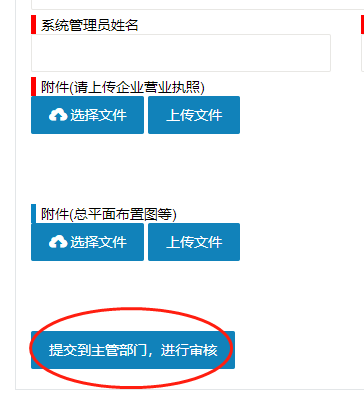 系统管理员姓名
附件(请上传企业营业执照)
选择文件 上传文件
附件(总平面布置图等)
选择文件 上传文件
提交到主管部门，进行审核